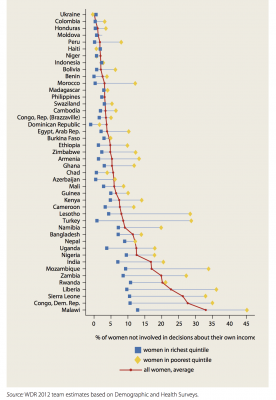 Ukraine
Colombia
Honduras
Moldova
Peru
Haiti
Niger
Indonesia
Bolivia
Benin
Morocco
Madagascar
Philippines
Swaziland
Cambodia
Congo, Rep. (Brazzaville)
Dominican Republic
Egypt, Arab Rep.
Burkina Faso
Ethiopia
Zimbabwe
Armenia
Ghana
Chad
Azerbaijan
Mali
Guinea
Kenya
Cameroon
Lesotho
Turkey
Namibia
Bangladesh
Nepal
Uganda
Nigeria
India
Mozambique
Zambia
Rwanda
Liberia
Sierra Leone
Congo, Dem. Rep.
Malawi
0 5 10 15 20 25 30 35 40 45 50
% of women not involved in decisions about their own income
women in richest quintile
women in poorest quintile
all women, average
Source WDR 2012 team estimates based on Demographic and Health Surveys.